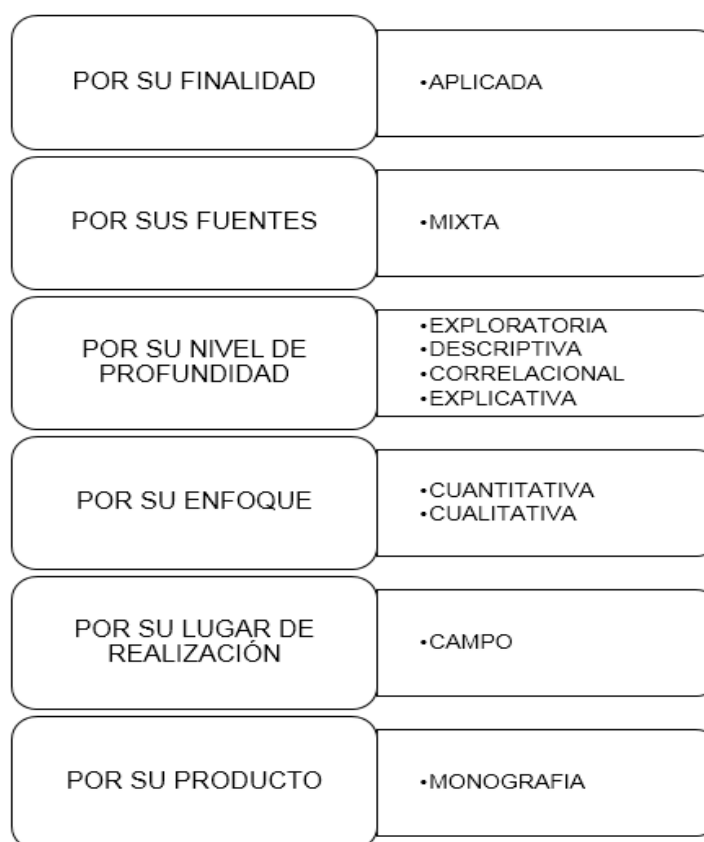 POR SU FINALIDAD
•APLICADA
POR SUS FUENTES
•MIXTA
POR SU NIVEL DE
PROFUNDIDAD
•EXPLORATORIA
•DESCRIPTIVA
•CORRELACIONAL
•EXPLICATIVA
POR SU ENFOQUE
•CUANTITATIVA
•CUALITATIVA
POR SU LUGAR DE
REALIZACIÓN
•CAMPO
POR SU PRODUCTO
•MONOGRAFIA